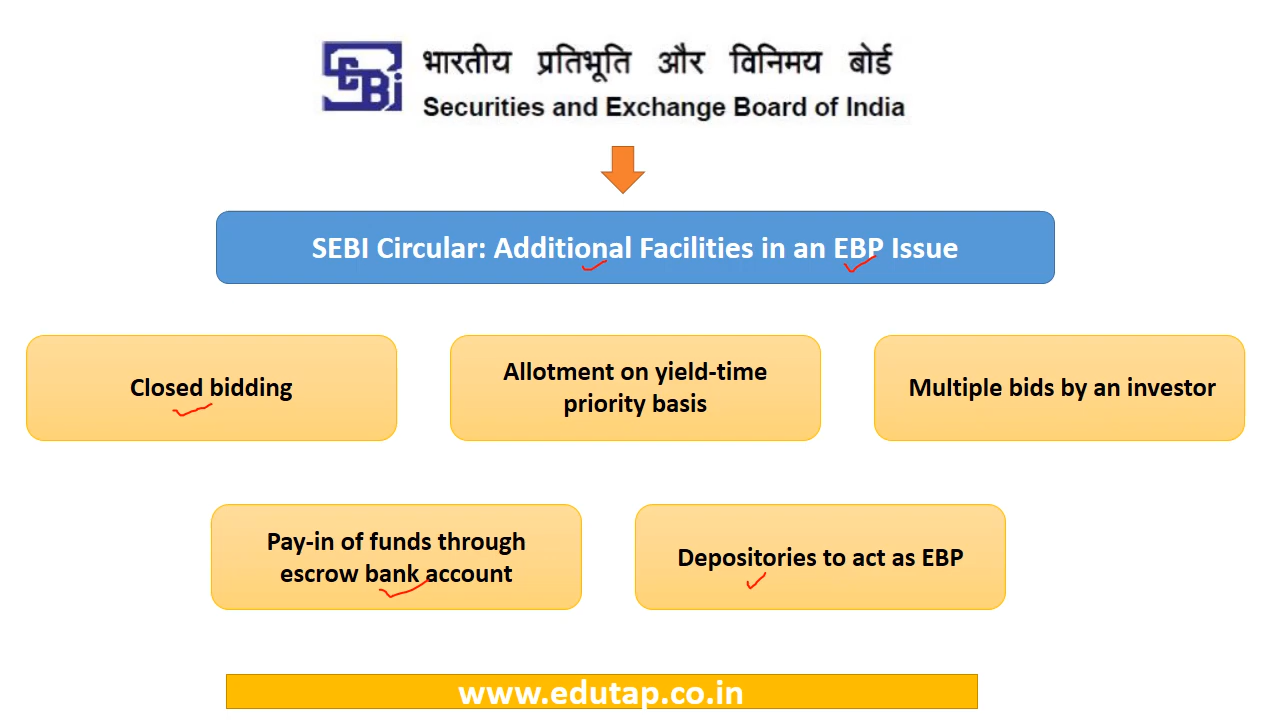 SEBI
भारतीय प्रतिभूति और विनिमय बोर्ड
Securities and Exchange Board of India
SEBI Circular: Additional Facilities in an EBP Issue
Closed bidding
Allotment on yield-time
priority basis
Multiple bids by an investor
Pay-in of funds through
escrow bank account
Depositories to act as EBP
www.edutap.co.in